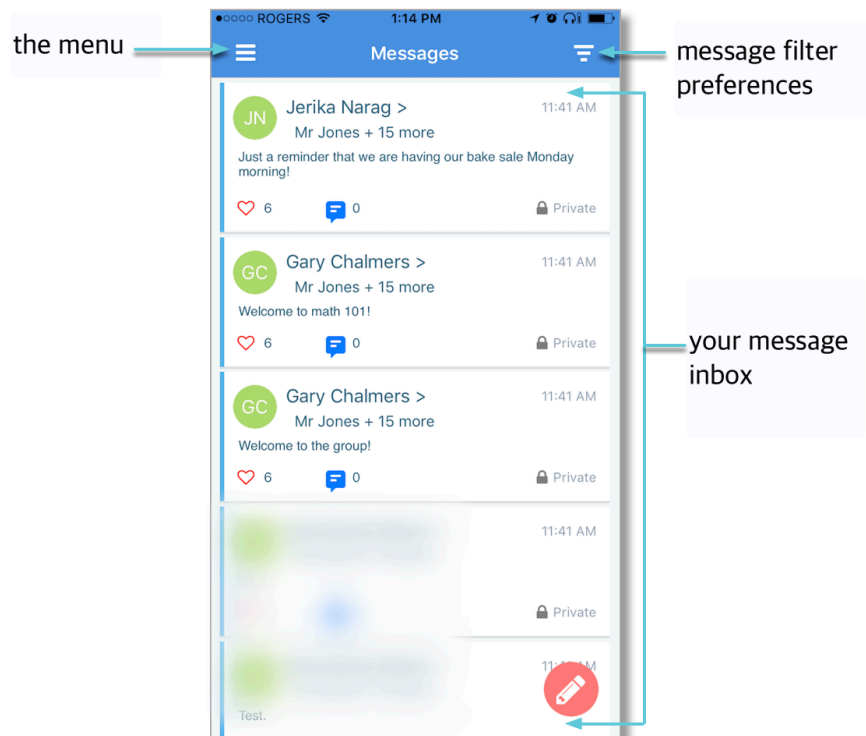 ROGERS 1:14 PM
the menu
Messages
message filter
preferences
JN Jerika Narag > 11:41 AM
Mr Jones + 15 more
Just a reminder that we are having our bake sale Monday
morning!
6 0 Private
GC Gary Chalmers > 11:41 AM
Mr Jones + 15 more
Welcome to math 101!
6 0 Private
your message
inbox
GC Gary Chalmers > 11:41 AM
Mr Jones + 15 more
Welcome to the group!
6 0 Private
11:41 AM
Private
Test.